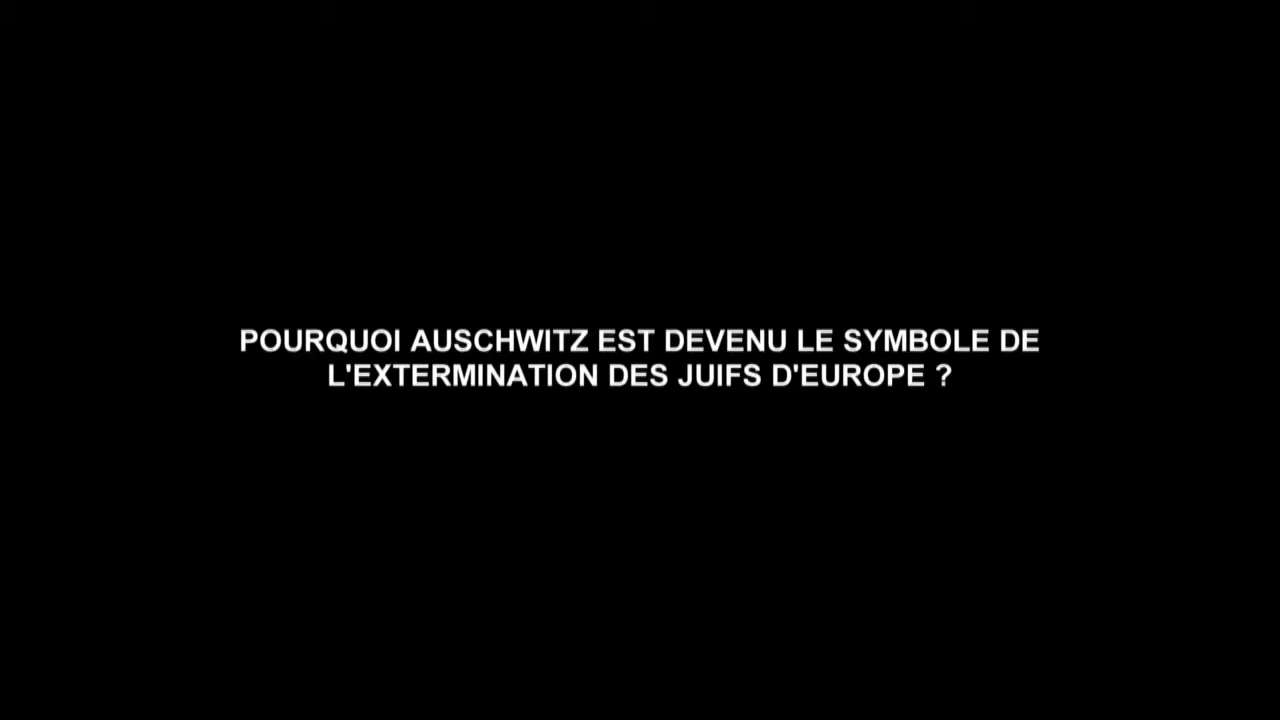 POURQUOI AUSCHWITZ EST DEVENU LE SYMBOLE DE
L'EXTERMINATION DES JUIFS D'EUROPE ?